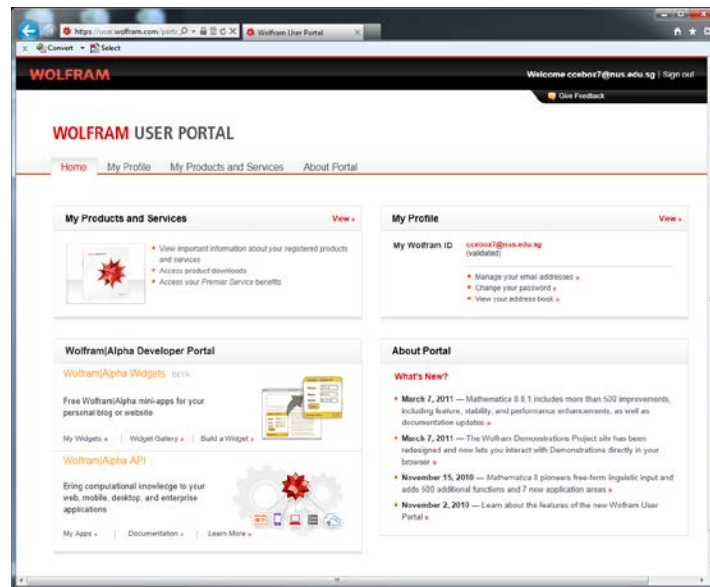 https://user.wolfram.com/port
Wolfram User Portal
x Convert Select
WOLFRAM
Welcome ccebox7@nus.edu.sg | Sign out
Give Feedback
WOLFRAM USER PORTAL
Home My Profile My Products and Services About Portal
My Products and Services View »
View important information about your registered products
and services
Access product downloads
Access your Premier Service benefits
My Profile View »
My Wolfram ID ccebox7@nus.edu.sg
(validated)
Manage your email addresses »
Change your password »
View your address book »
Wolfram|Alpha Developer Portal
Wolfram|Alpha Widgets BETA
Free Wolfram|Alpha mini-apps for your
personal blog or website
My Widgets » | Widget Gallery » | Build a Widget »
Wolfram|Alpha API
Bring computational knowledge to your
web, mobile, desktop, and enterprise
applications
My Apps » | Documentation » | Learn More »
About Portal
What's New?
March 7, 2011 — Mathematica 8.0.1 includes more than 500 improvements,
including feature, stability, and performance enhancements, as well as
documentation updates »
March 7, 2011 — The Wolfram Demonstrations Project site has been
redesigned and now lets you interact with Demonstrations directly in your
browser »
November 15, 2010 — Mathematica 8 pioneers free-form linguistic input and
adds 500 additional functions and 7 new application areas »
November 2, 2010 — Learn about the features of the new Wolfram User
Portal »